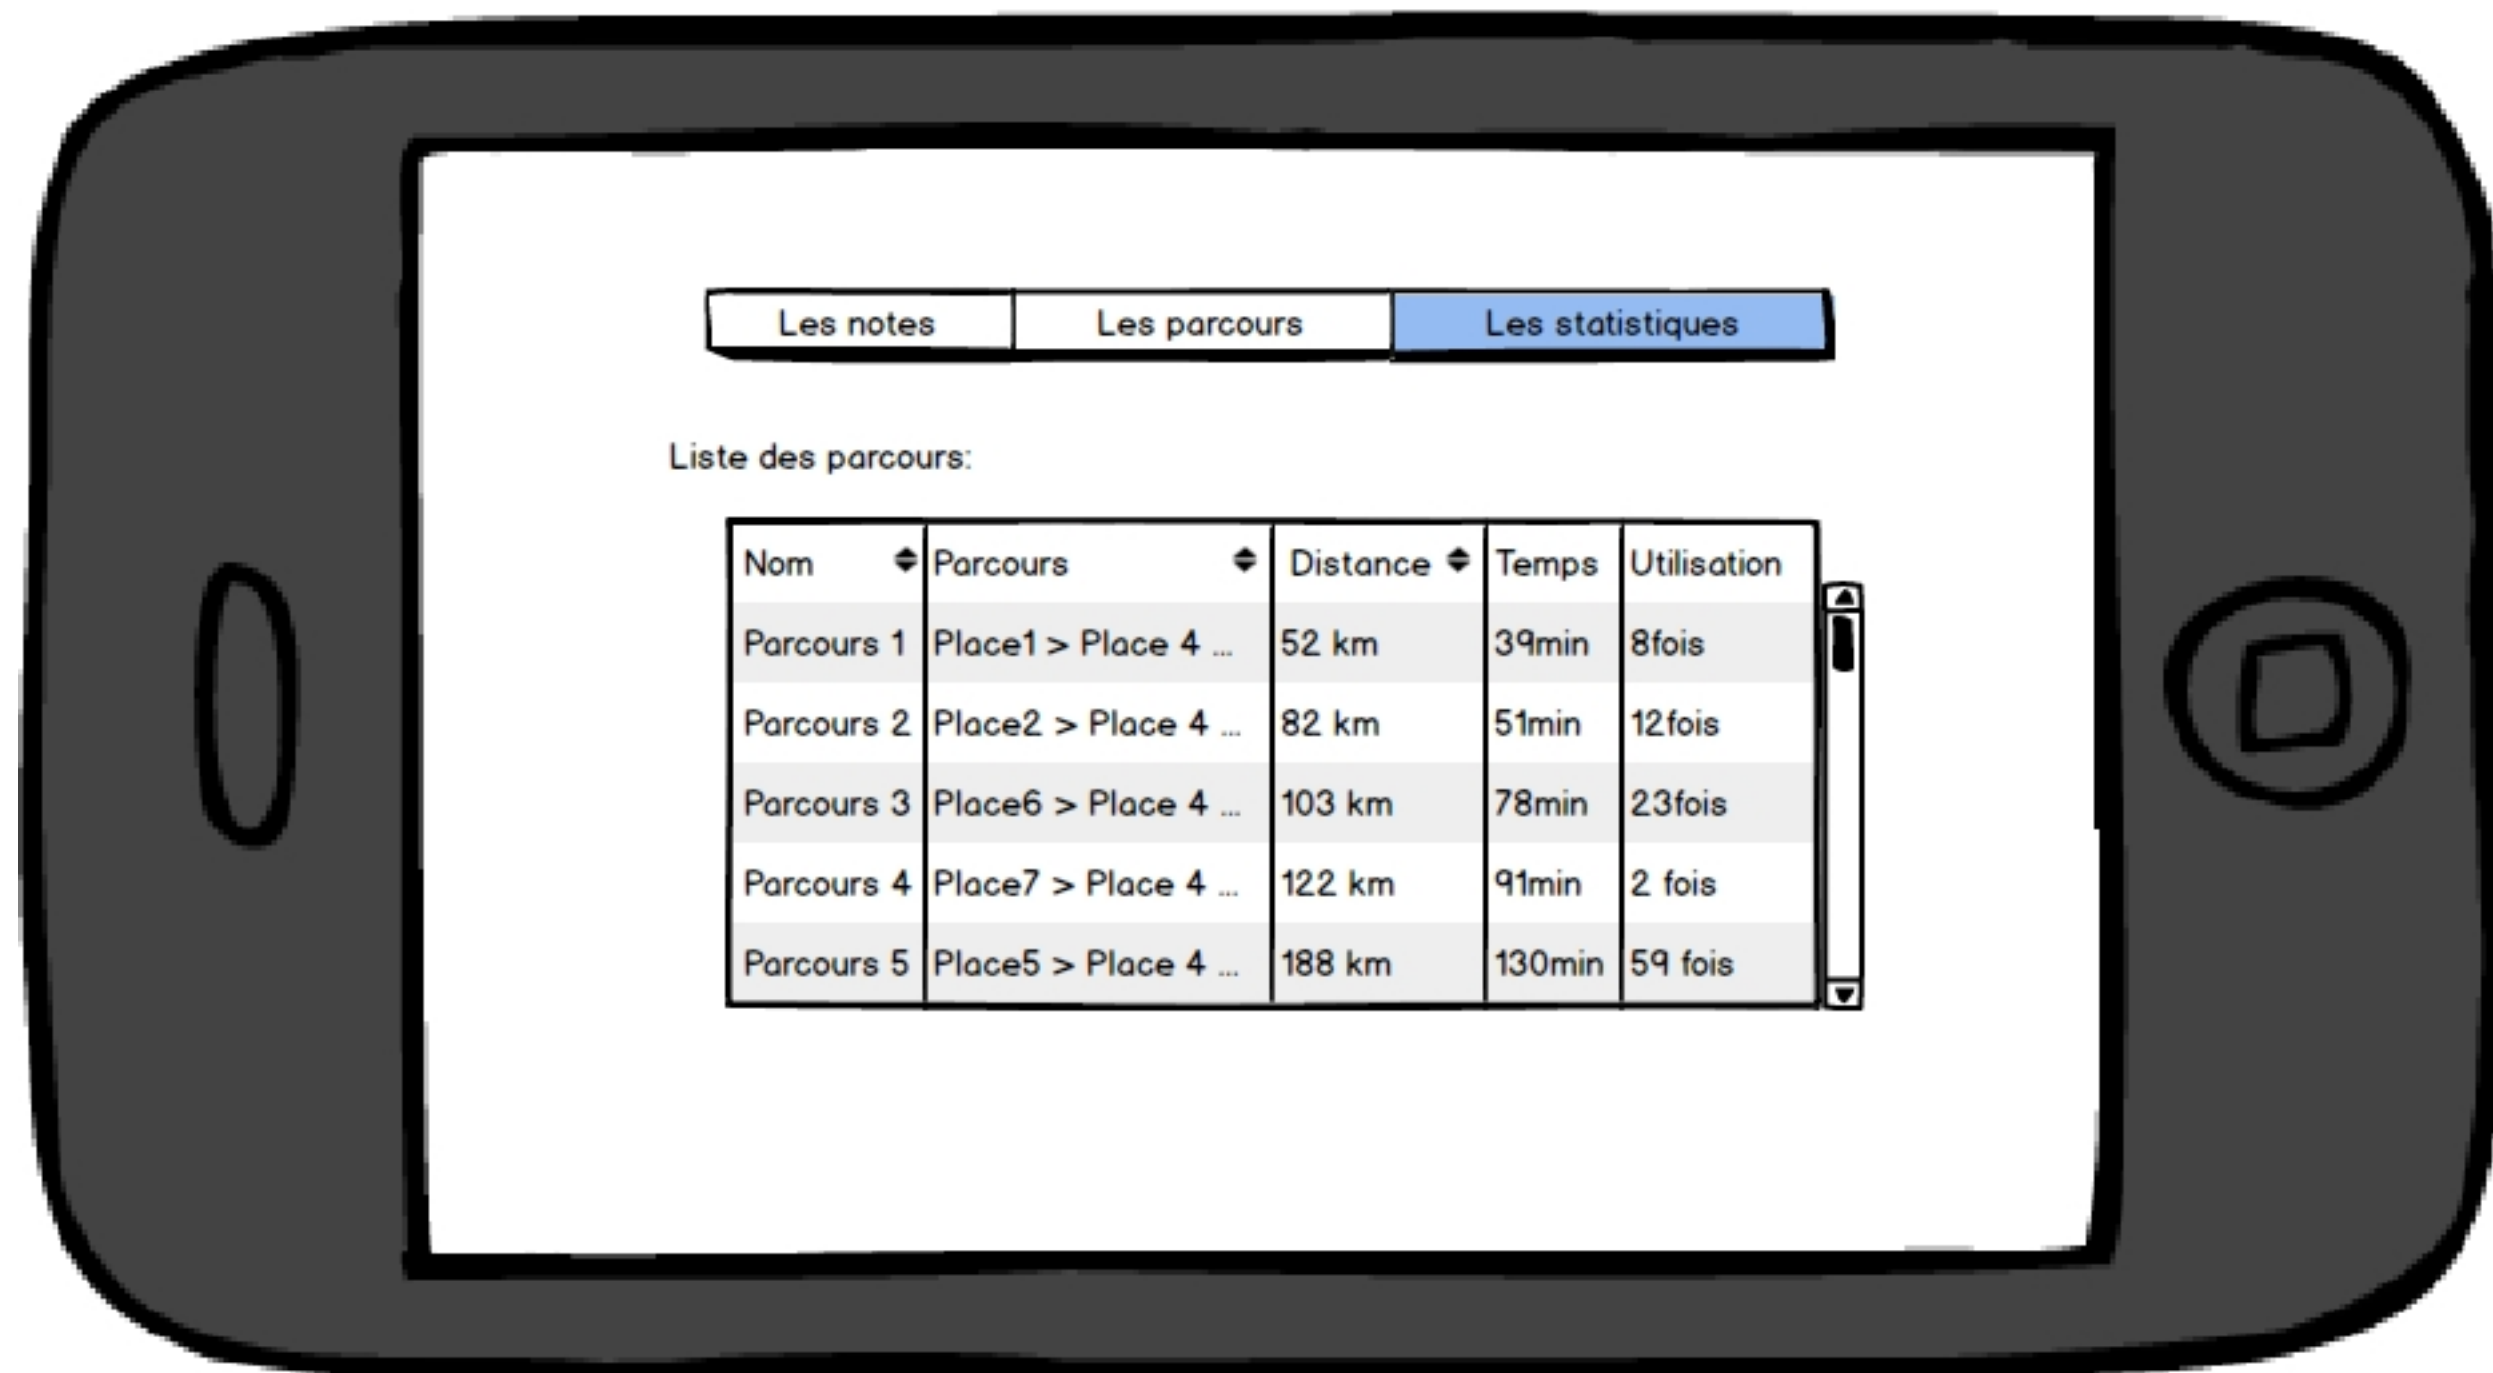 Les notes Les parcours Les statistiques
Liste des parcours:
Nom Parcours Distance Temps Utilisation
Parcours 1 Place1 > Place 4 ... 52 km 39min 8fois
Parcours 2 Place2 > Place 4 ... 82 km 51min 12fois
Parcours 3 Place6 > Place 4 ... 103 km 78min 23fois
Parcours 4 Place7 > Place 4 ... 122 km 91min 2 fois
Parcours 5 Place5 > Place 4 ... 188 km 130min 59 fois